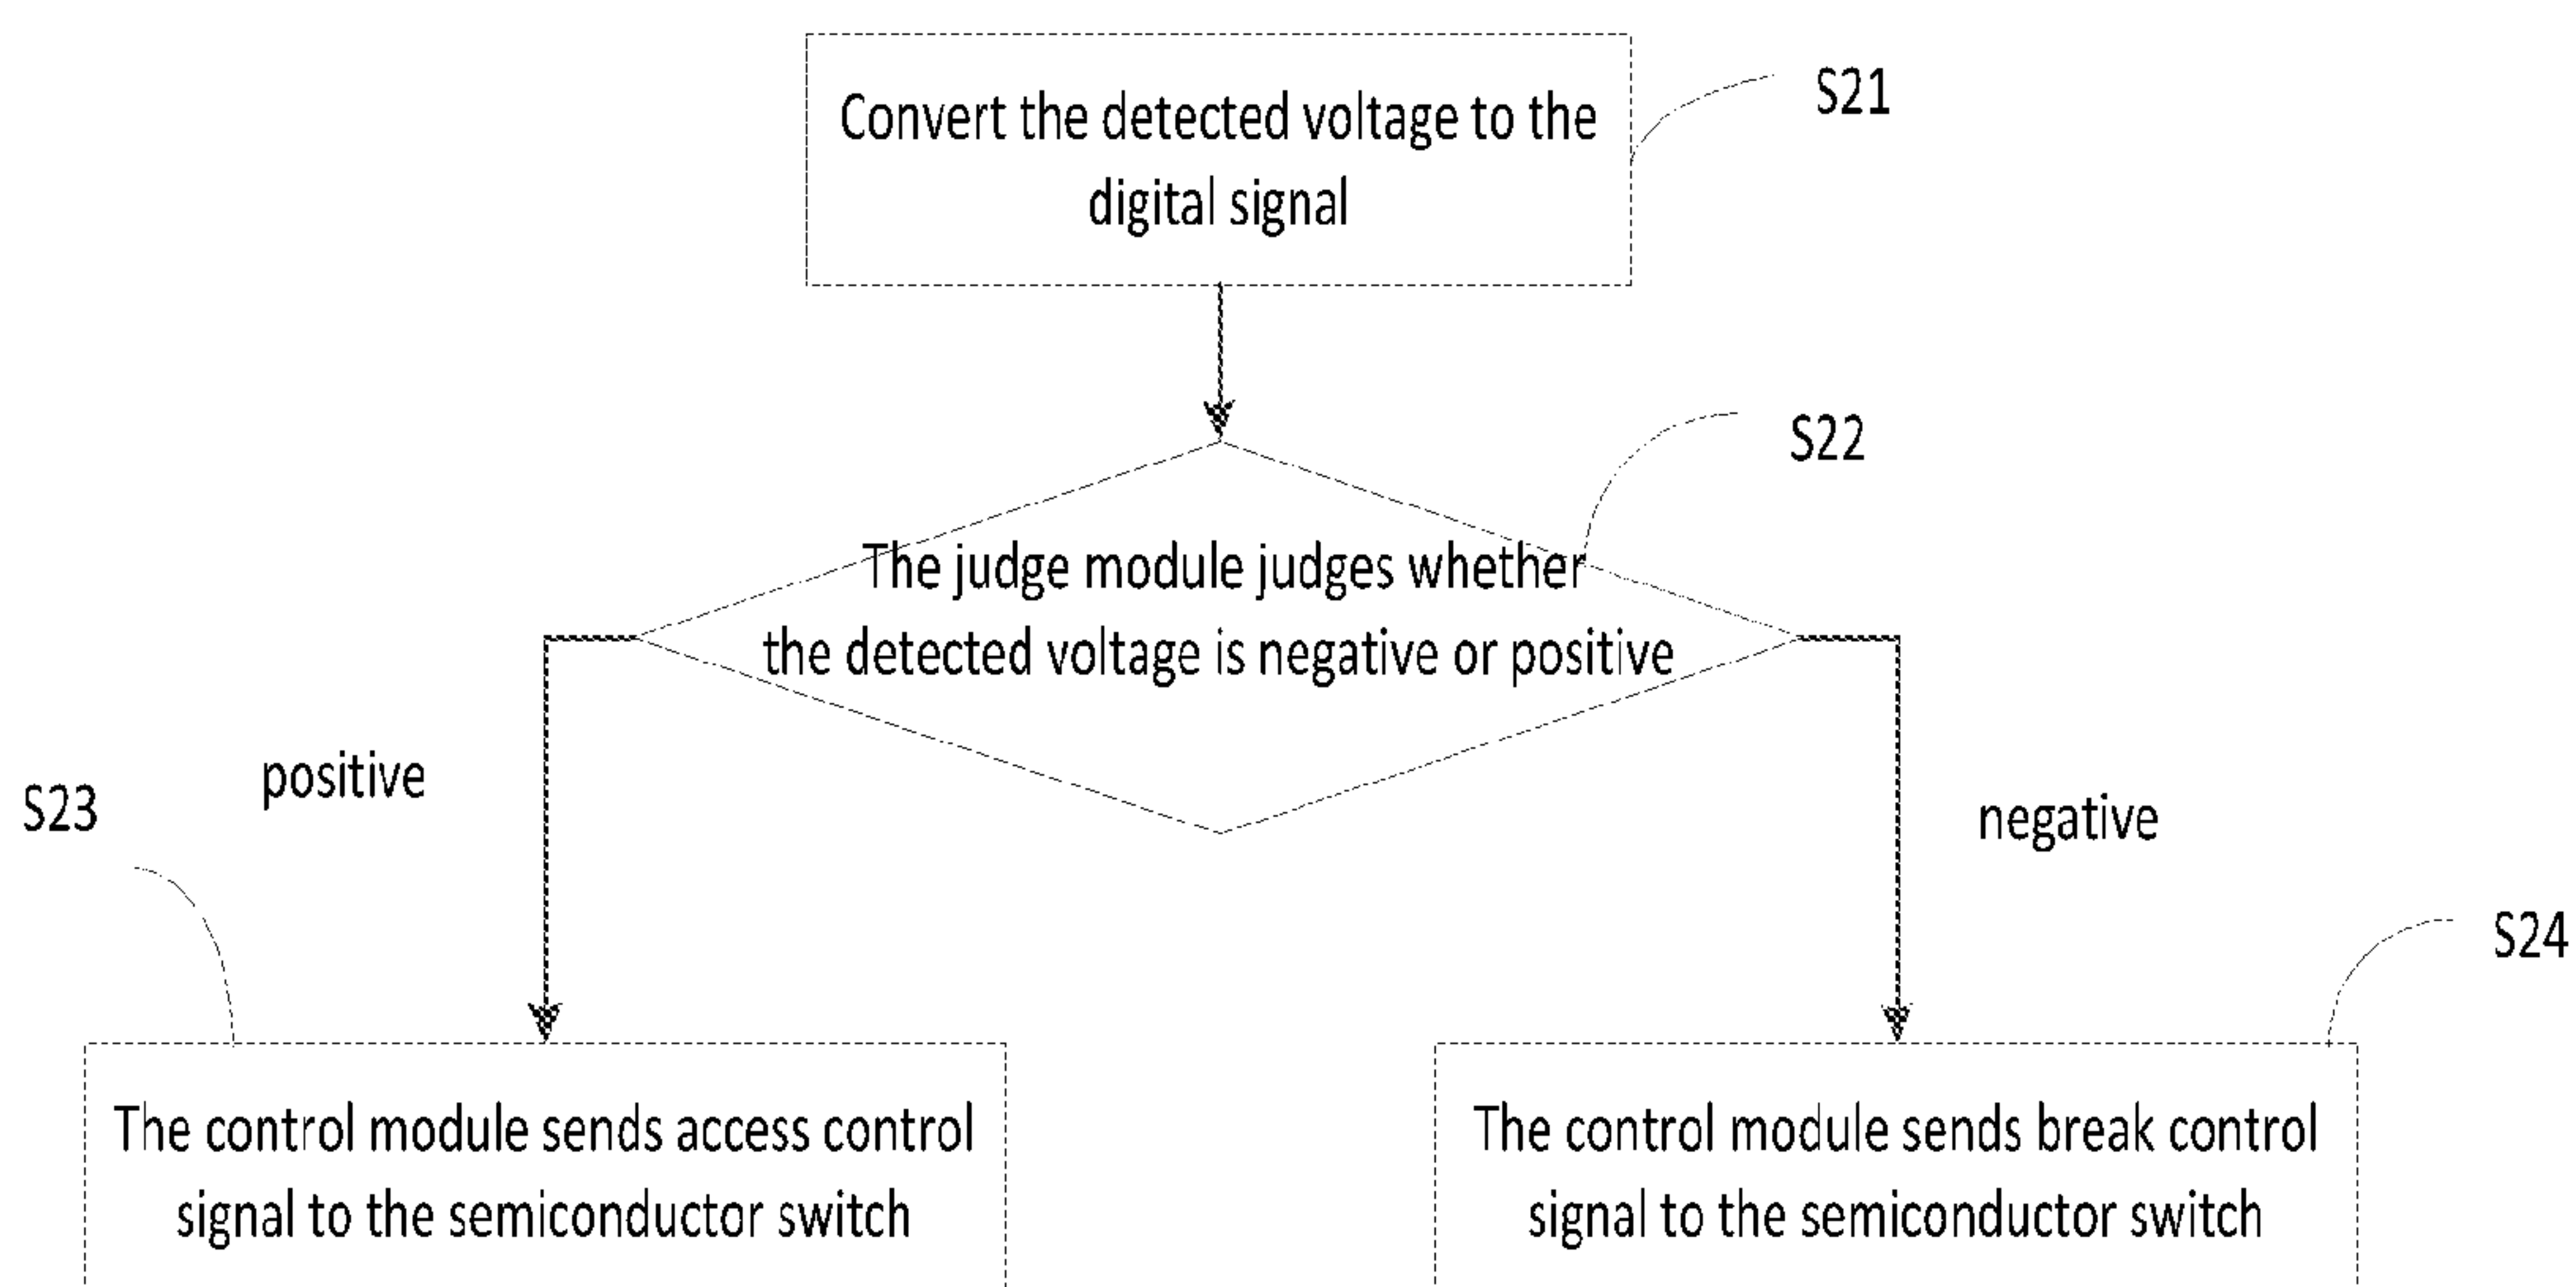 Convert the detected voltage to the
digital signal
S21
S22
The judge module judges whether
the detected voltage is negative or positive
positive
S23
negative
S24
The control module sends access control
signal to the semiconductor switch
The control module sends break control
signal to the semiconductor switch